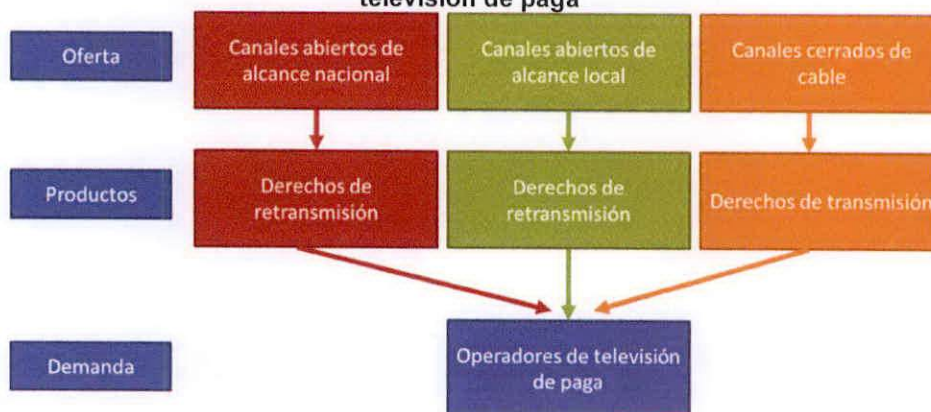 televisión de paga
Oferta
Canales abiertos de
alcance nacional
Canales abiertos de
alcance local
Canales cerrados de
cable
Productos
Derechos de
retransmisión
Derechos de
retransmisión
Derechos de transmisión
Demanda
Operadores de televisión
de paga